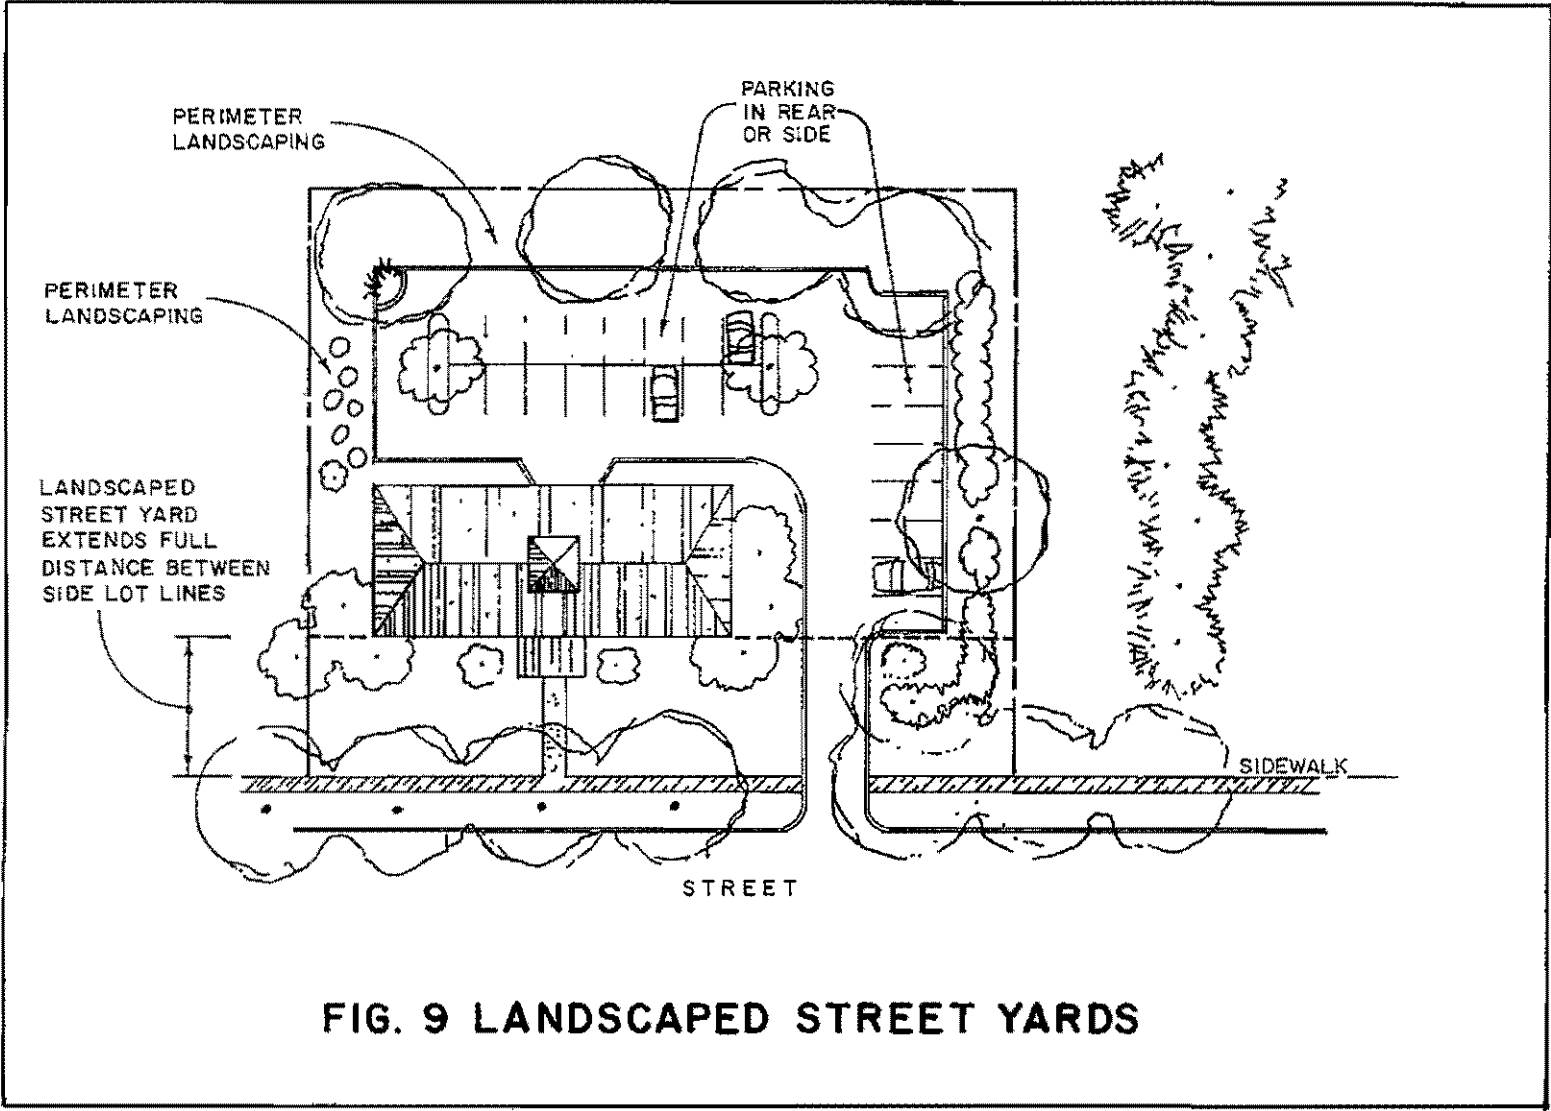 PARKING
IN REAR
OR SIDE
PERIMETER
LANDSCAPING
PERIMETER
LANDSCAPING
LANDSCAPED
STREET YARD
EXTENDS FULL
DISTANCE BETWEEN
SIDE LOT LINES
SIDEWALK
STREET
FIG. 9 LANDSCAPED STREET YARDS